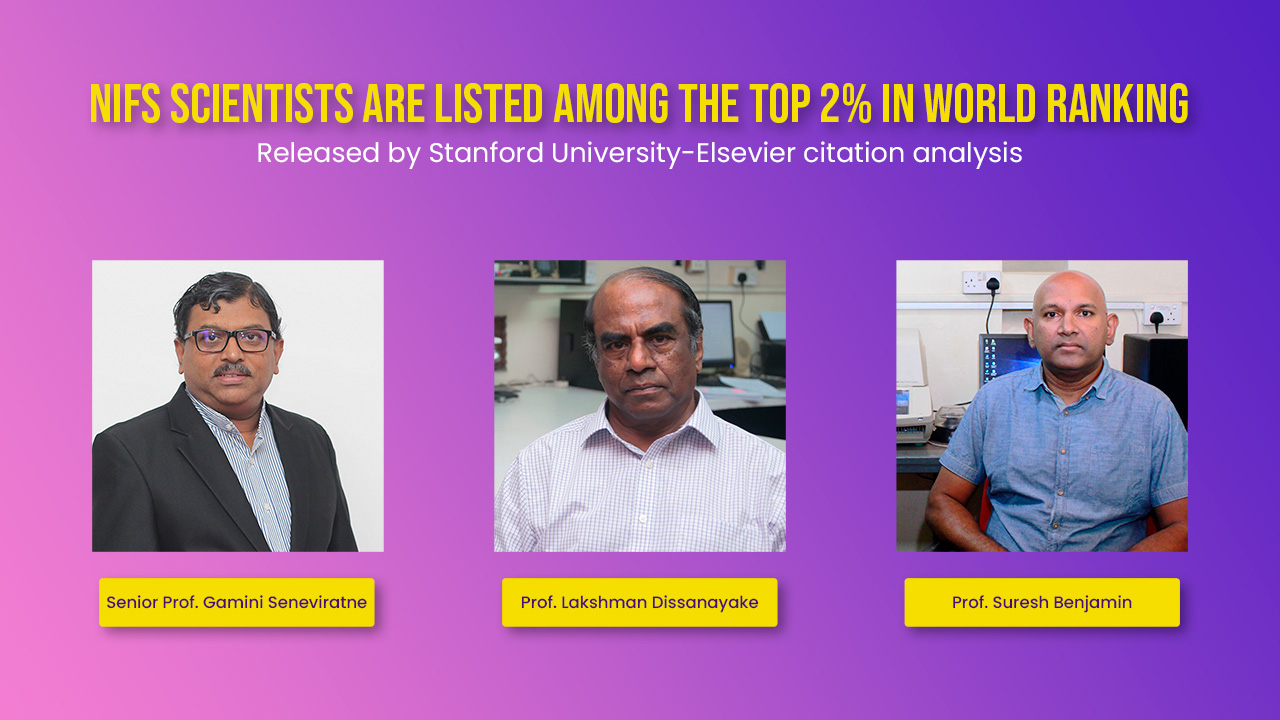 NIFS SCIENTISTS ARE LISTED AMONG THE TOP 2% IN WORLD RANKING
Released by Stanford University-Elsevier citation analysis
Senior Prof. Gamini Seneviratne
Prof. Lakshman Dissanayake
Prof. Suresh Benjamin